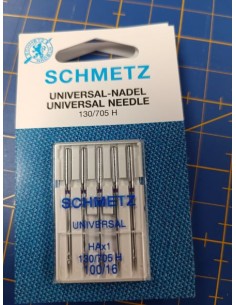 SCHMETZ
UNIVERSAL-NADEL
UNIVERSAL NEEDLE
130/705 H
SCHMETZ
UNIVERSAL
HAx1
130/705 H
100/16